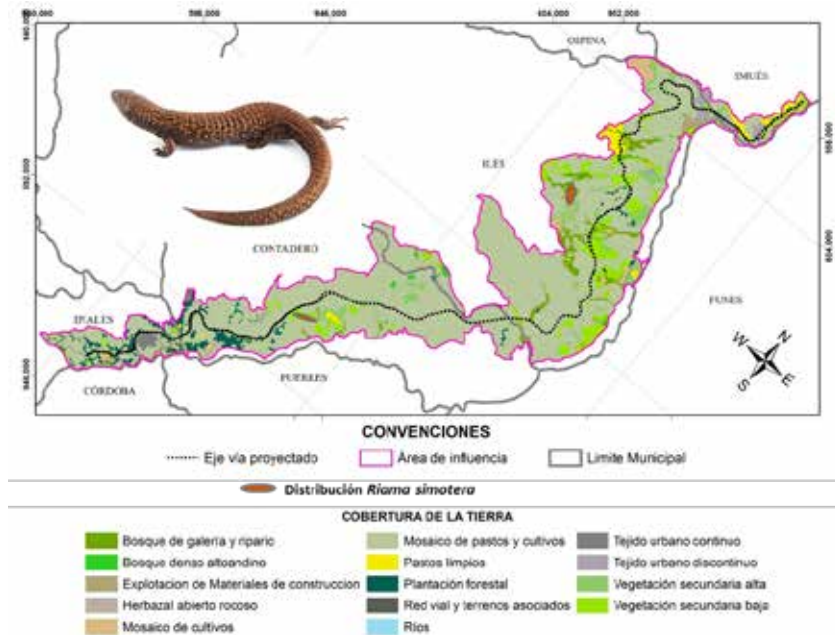 604,000
OSPINA
IMUÉS
ILES
CONTADERO
FUNES
IPIALES
PUERRES
CÓRDOBA
N
W
E
S
CONVENCIONES
Eje vía proyectado
Área de influencia
Limite Municipal
Distribución Riama simotera
COBERTURA DE LA TIERRA
Bosque de galería y ripario
Mosaico de pastos y cultivos
Tejido urbano continuo
Bosque denso altoandino
Pastos limpios
Tejido urbano discontinuo
Explotacion de Materiales de construccion
Plantación forestal
Vegetación secundaria alta
Herbazal abierto rocoso
Red vial y terrenos asociados
Vegetación secundaria baja
Mosaico de cultivos
Ríos